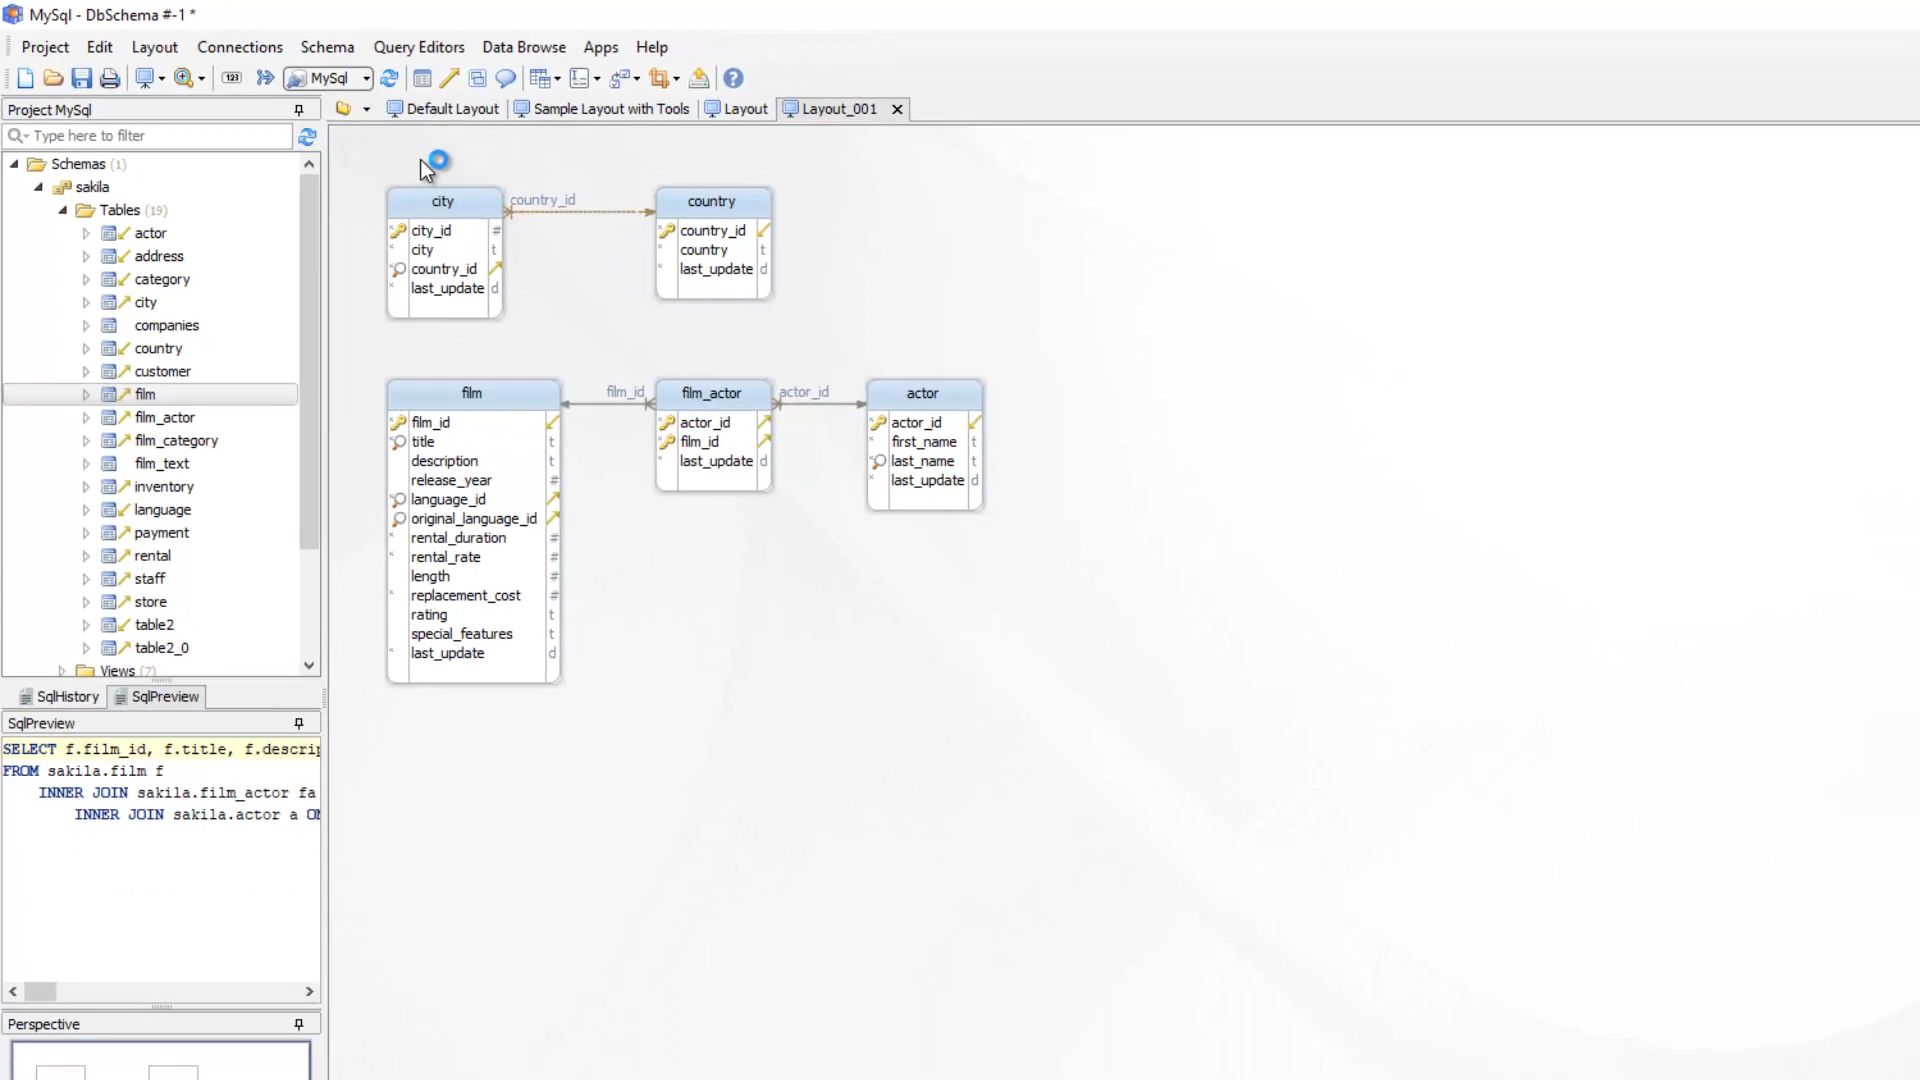 MySql - DbSchema #-1 *
Project Edit Layout Connections Schema Query Editors Data Browse Apps Help
123 MySql ?
Project MySql
Default Layout Sample Layout with Tools Layout Layout_001
Type here to filter
Schemas (1)
sakila
Tables (19)
actor
address
category
city
companies
country
customer
film
film_actor
film_category
film_text
inventory
language
payment
rental
staff
store
table2
table2_0
Views (7)
SqlHistory SqlPreview
SqlPreview
SELECT f.film_id, f.title, f.descrip
FROM sakila.film f
INNER JOIN sakila.film_actor fa
INNER JOIN sakila.actor a ON
Perspective
city
city_id #
city t
country_id
last_update d
country_id
country
country_id
country t
last_update d
film
film_id
title t
description t
release_year #
language_id
original_language_id
rental_duration #
rental_rate #
length #
replacement_cost #
rating t
special_features t
last_update d
film_id
film_actor
actor_id
film_id
last_update d
actor_id
actor
actor_id
first_name t
last_name t
last_update d